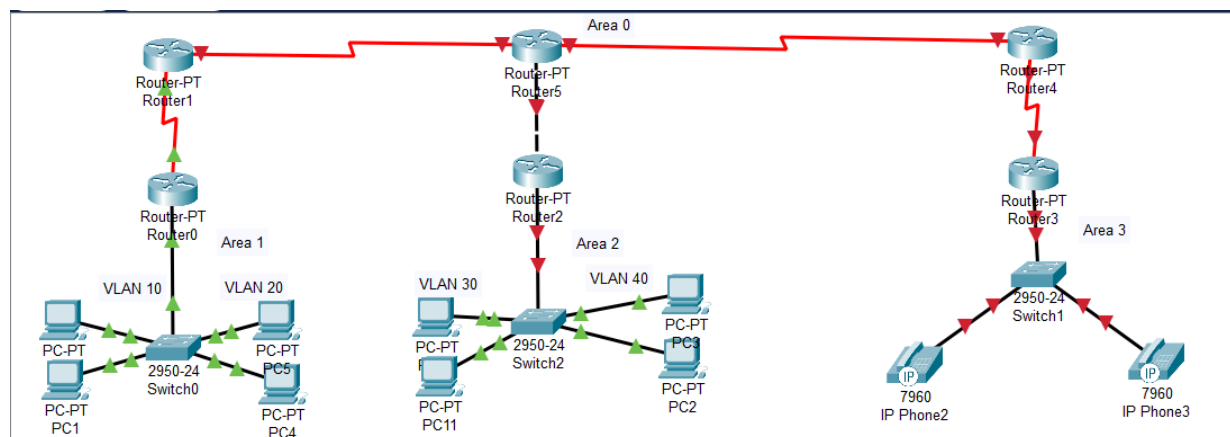 Area 0
Router-PT
Router1
Router-PT
Router5
Router-PT
Router4
Router-PT
Router0
Router-PT
Router2
Router-PT
Router3
Area 1
Area 2
Area 3
VLAN 10
VLAN 20
VLAN 30
VLAN 40
PC-PT
PC-PT
PC5
PC-PT
PC-PT
PC3
2950-24
Switch0
2950-24
Switch2
2950-24
Switch1
PC-PT
PC1
PC-PT
PC4
PC-PT
PC11
PC-PT
PC2
IP
7960
IP Phone2
IP
7960
IP Phone3